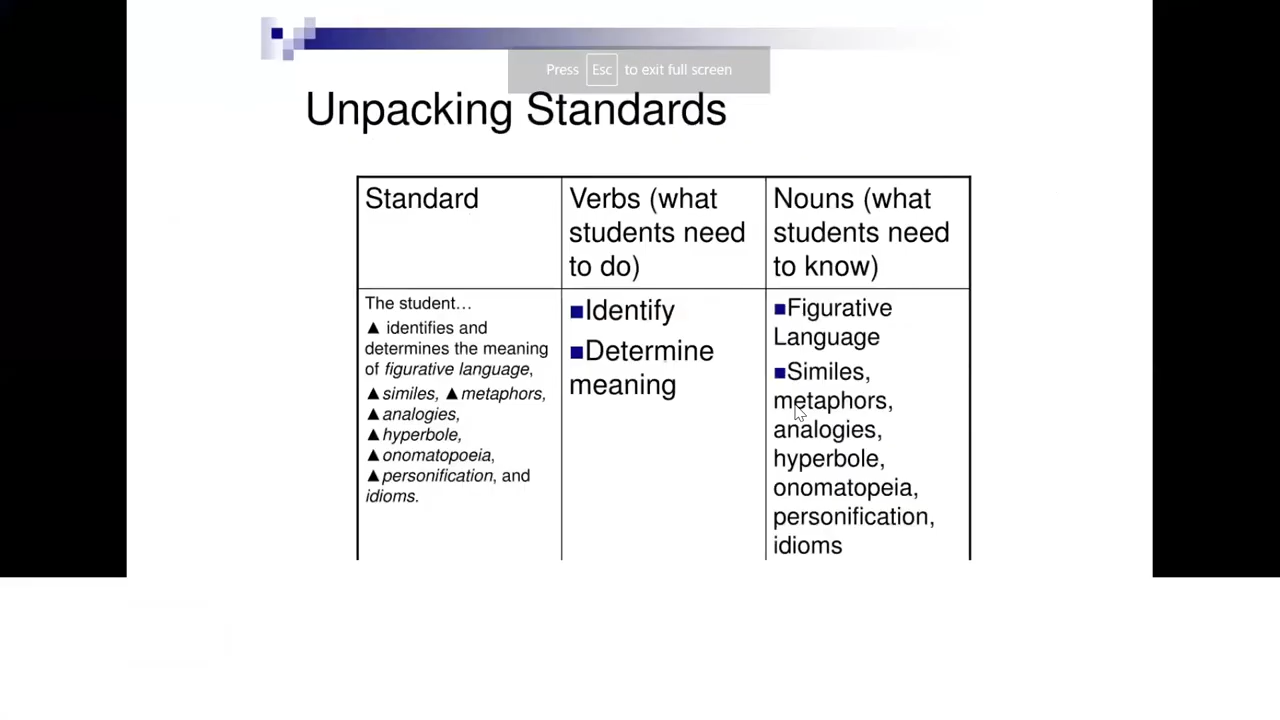 Press Esc to exit full screen
Unpacking Standards
Standard
Verbs (what
students need
to do)
Nouns (what
students need
to know)
The student…
▲ identifies and
determines the meaning
of figurative language,
▲similes, ▲metaphors,
▲analogies,
▲hyperbole,
▲onomatopoeia,
▲personification, and
idioms.
■Identify
■Determine
meaning
■Figurative
Language
■Similes,
metaphors,
analogies,
hyperbole,
onomatopeia,
personification,
idioms